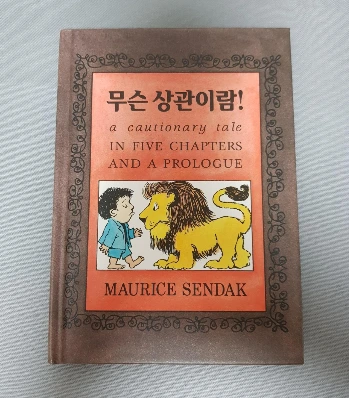 무슨 상관이람!
a cautionary tale
IN FIVE CHAPTERS
AND A PROLOGUE
MAURICE SENDAK